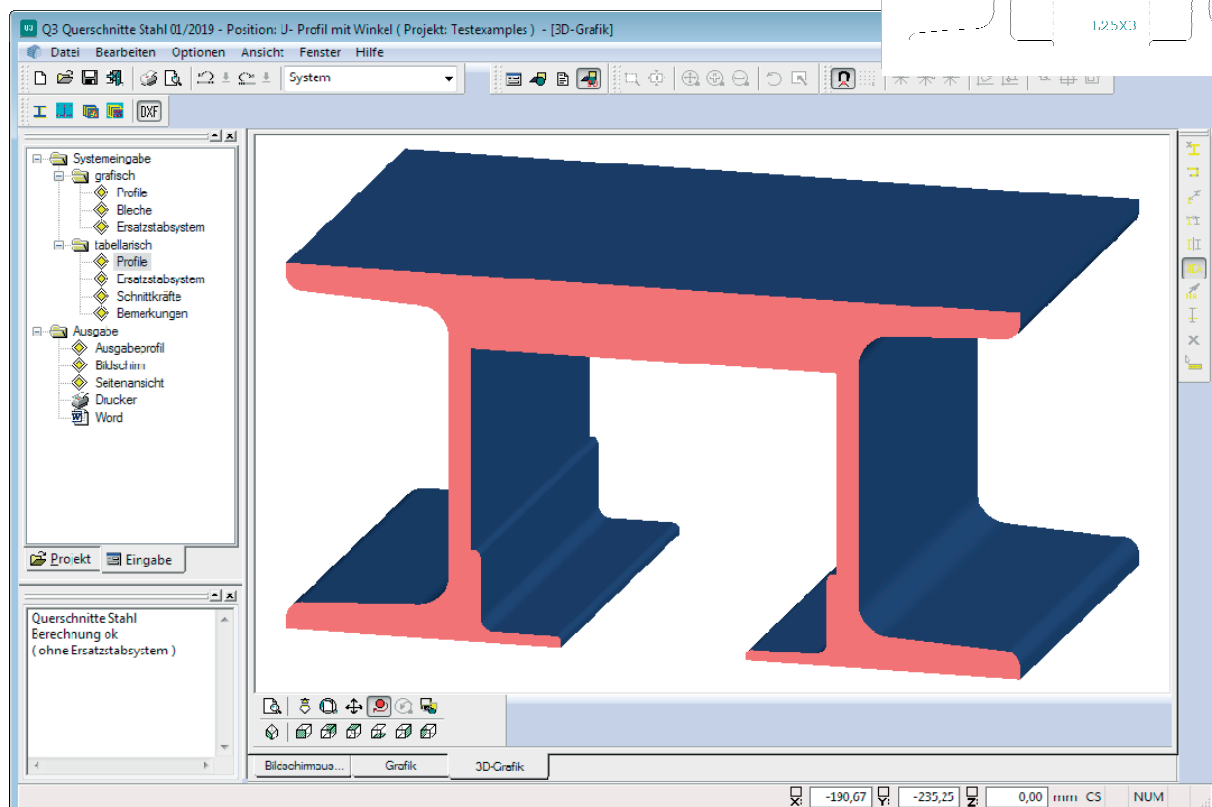 L25X3
Q3 Querschnitte Stahl 01/2019 - Position: U- Profil mit Winkel ( Projekt: Testexamples ) - [3D-Grafik]
Datei Bearbeiten Optionen Ansicht Fenster Hilfe
System
DXF
Systemeingabe
grafisch
Profile
Bleche
Ersatzstabsystem
tabellarisch
Profile
Ersatzstabsystem
Schnittkräfte
Bemerkungen
Ausgabe
Ausgabeprofil
Bildschirm
Seitenansicht
Drucker
Word
Projekt Eingabe
Querschnitte Stahl
Berechnung ok
( ohne Ersatzstabsystem )
Bildschirmaus... Grafik 3D-Grafik
X: -190,67 Y: -235,25 Z: 0,00 mm CS NUM